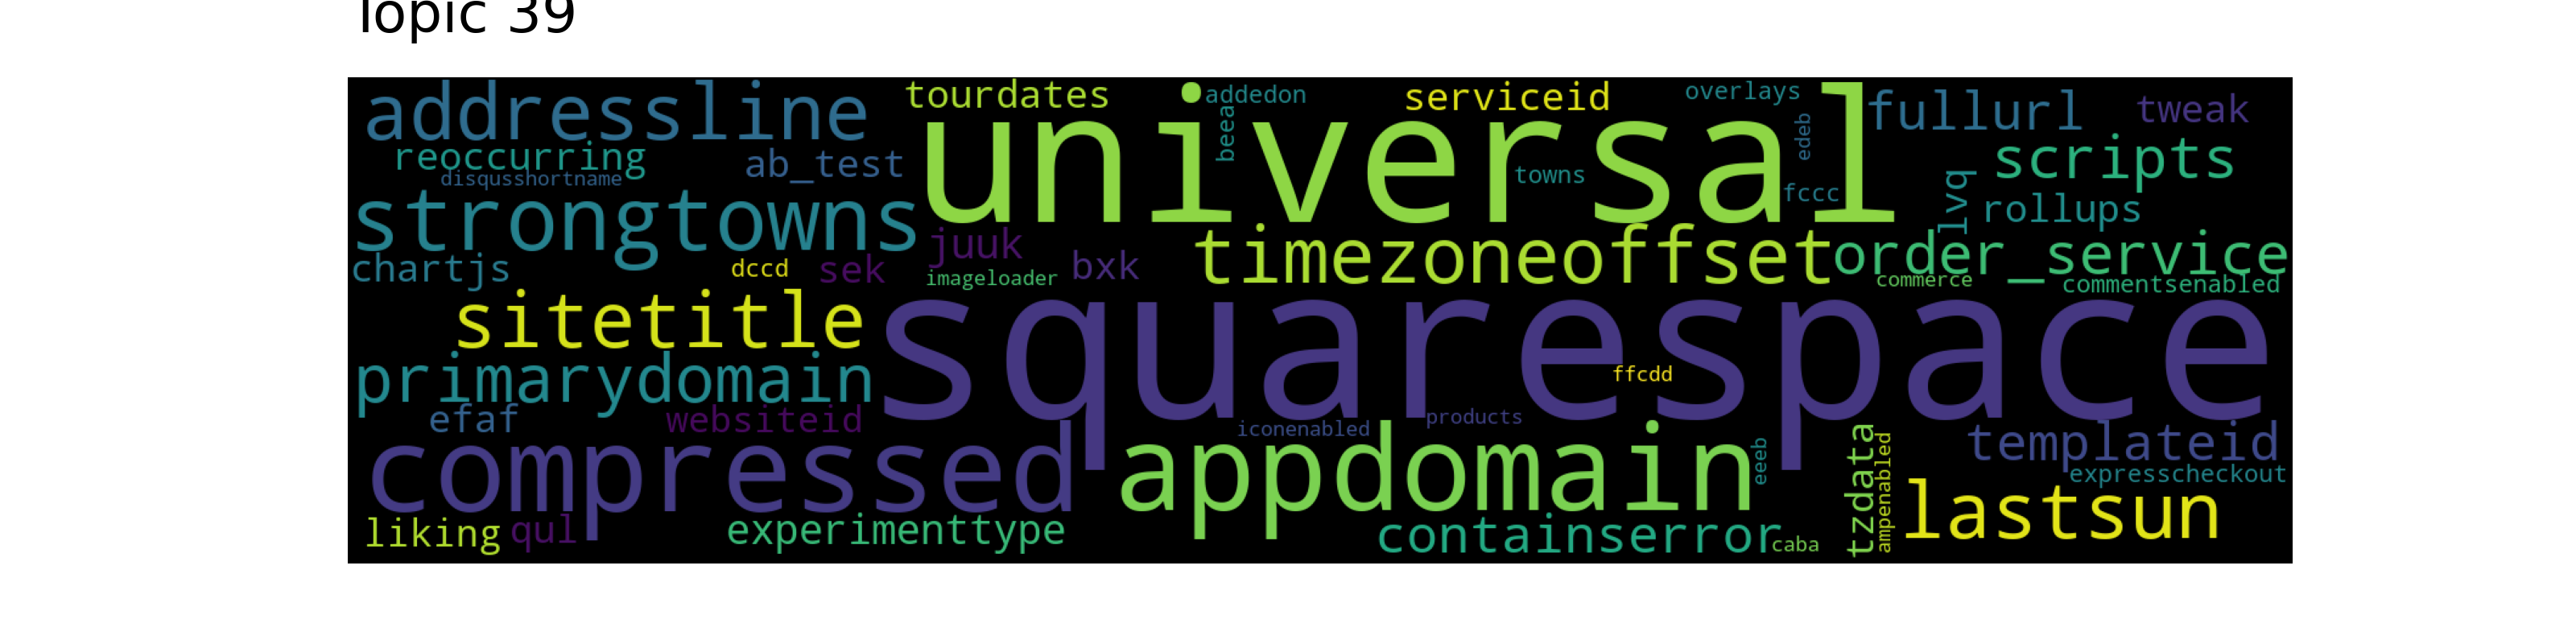 Topic 39
addressline
tourdates
addedon
serviceid
overlays
fullurl
tweak
universal
beea
edeb
reoccurring
ab_test
disqusshortname
towns
fccc
scripts
lvq
rollups
strongtowns
juuk
bxk
timezoneoffset
order_service
chartjs
dccd
sek
imageloader
commerce
commentsenabled
sitetitle
squarespace
primarydomain
ffcdd
efaf
websiteid
iconenabled
products
compressed
appdomain
eeeb
tzdata
ampenabled
templateid
expresscheckout
lastsun
liking
qul
experimenttype
containserror
caba